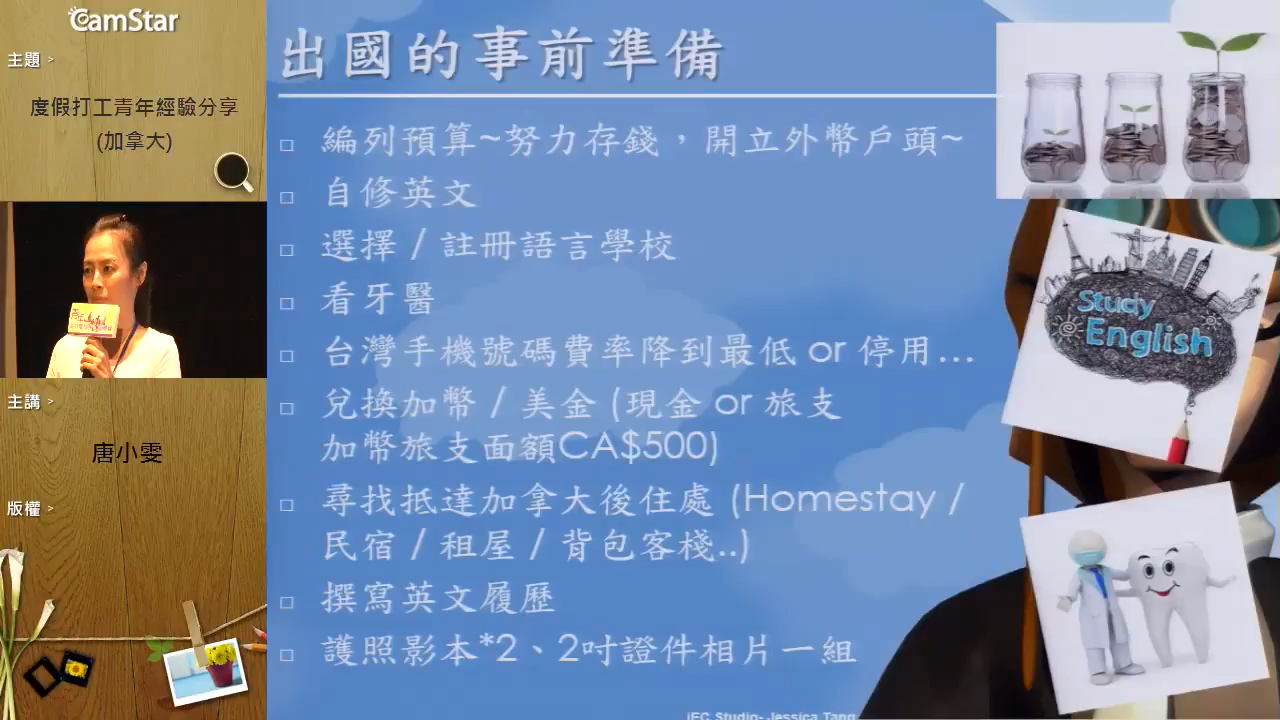 CamStar
主題 >
度假打工青年經驗分享
(加拿大)
主講 >
唐小雯
版權 >
出國的事前準備
編列預算~努力存錢，開立外幣戶頭~
自修英文
選擇 / 註冊語言學校
看牙醫
台灣手機號碼費率降到最低 or 停用...
兌換加幣 / 美金 (現金 or 旅支
加幣旅支面額CA$500)
尋找抵達加拿大後住處 (Homestay /
民宿 / 租屋 / 背包客棧..)
撰寫英文履歷
護照影本*2、2吋證件相片一組
Study
English
iEC Studio- Jessica Tang